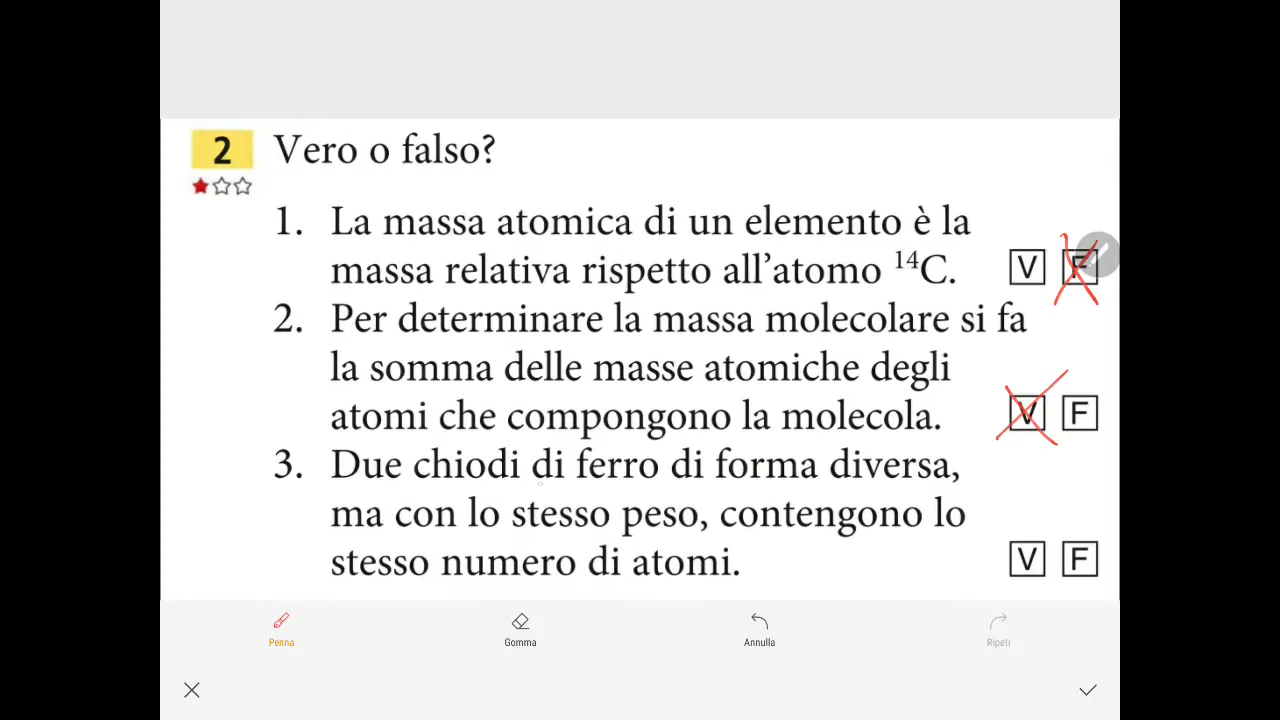 2 Vero o falso?
1. La massa atomica di un elemento è la
massa relativa rispetto all'atomo ¹⁴C. V F
2. Per determinare la massa molecolare si fa
la somma delle masse atomiche degli
atomi che compongono la molecola. V F
3. Due chiodi di ferro di forma diversa,
ma con lo stesso peso, contengono lo
stesso numero di atomi. V F
Penna Gomma Annulla Ripeti